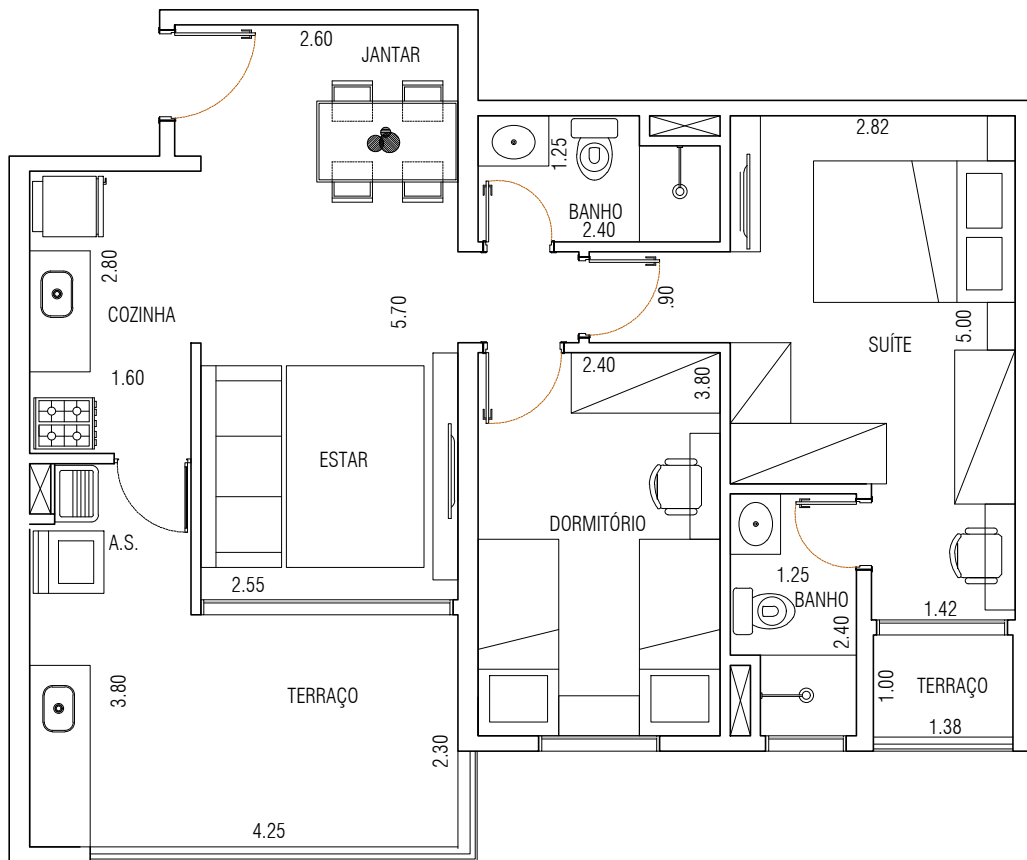 2.60
JANTAR
2.82
1.25
BANHO
2.40
2.80
COZINHA
5.70
.90
5.00
SUÍTE
1.60
2.40
3.80
ESTAR
DORMITÓRIO
A.S.
2.55
1.25
BANHO
2.40
1.42
3.80
TERRAÇO
2.30
1.00
TERRAÇO
1.38
4.25